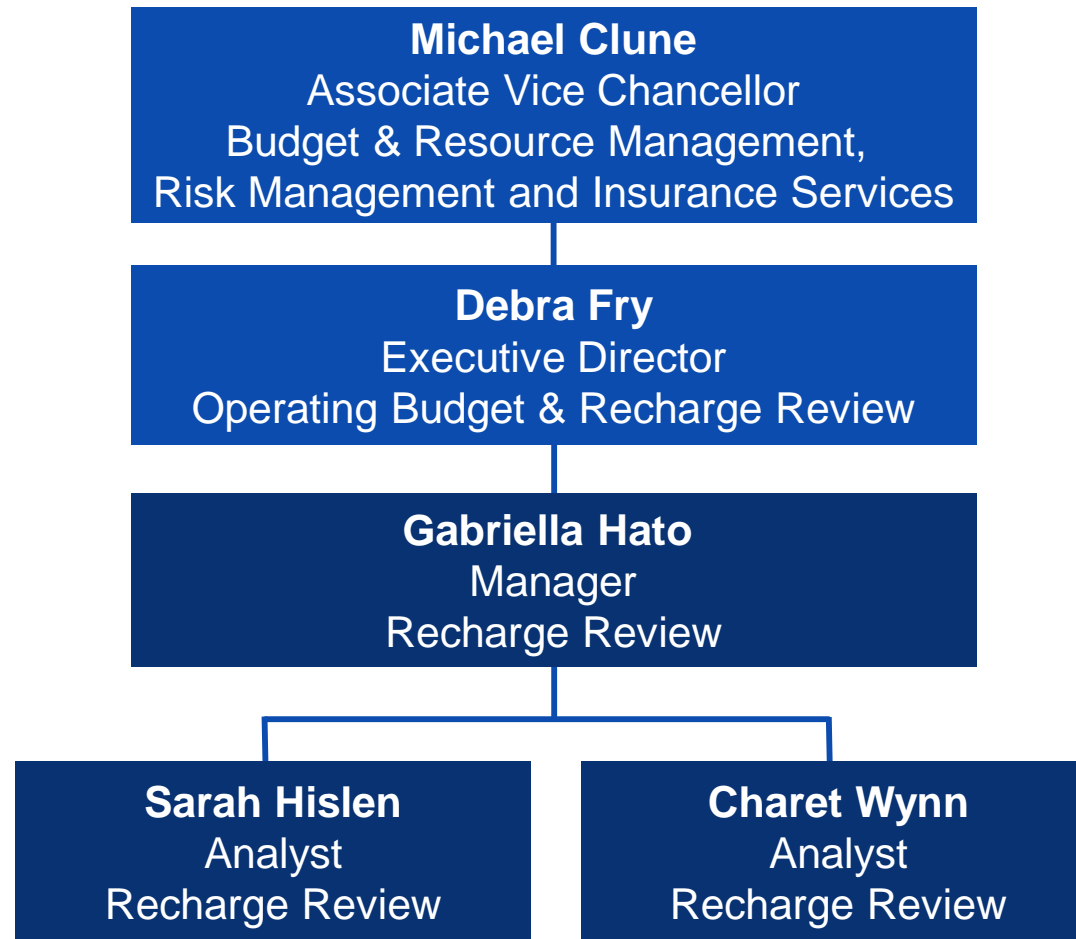 Michael Clune
Associate Vice Chancellor
Budget & Resource Management,
Risk Management and Insurance Services
Debra Fry
Executive Director
Operating Budget & Recharge Review
Gabriella Hato
Manager
Recharge Review
Sarah Hislen
Analyst
Recharge Review
Charet Wynn
Analyst
Recharge Review